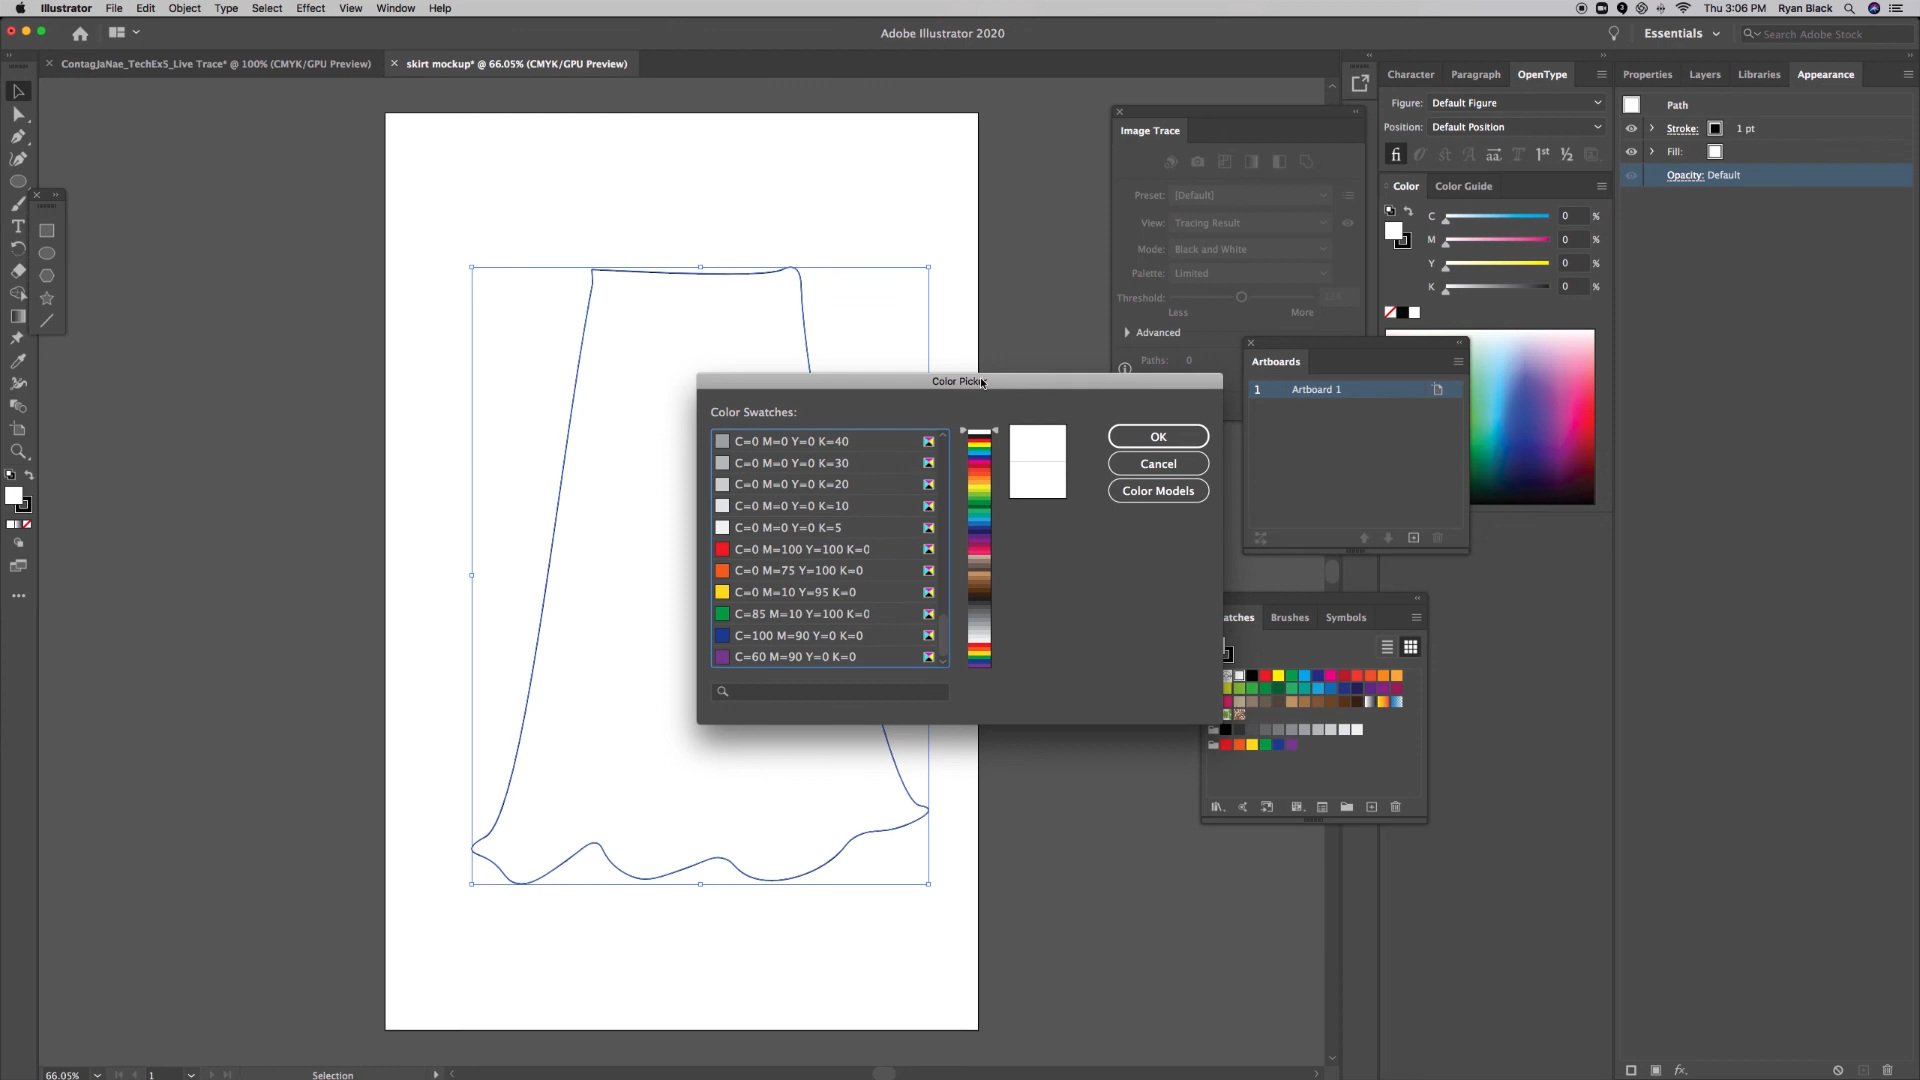 Illustrator File Edit Object Type Select Effect View Window Help
Thu 3:06 PM Ryan Black
Adobe Illustrator 2020
Essentials
Search Adobe Stock
ContagJaNae_TechEx5_Live Trace* @ 100% (CMYK/GPU Preview)
skirt mockup* @ 66.05% (CMYK/GPU Preview)
Character Paragraph OpenType
Figure: Default Figure
Position: Default Position
Properties Layers Libraries Appearance
Path
Stroke: 1 pt
Fill:
Opacity: Default
Color Color Guide
C 0 %
M 0 %
Y 0 %
K 0 %
Image Trace
Preset: [Default]
View: Tracing Result
Mode: Black and White
Palette: Limited
Threshold:
Less More
Advanced
Paths: 0
Artboards
1 Artboard 1
Color Picke
Color Swatches:
C=0 M=0 Y=0 K=40
C=0 M=0 Y=0 K=30
C=0 M=0 Y=0 K=20
C=0 M=0 Y=0 K=10
C=0 M=0 Y=0 K=5
C=0 M=100 Y=100 K=0
C=0 M=75 Y=100 K=0
C=0 M=10 Y=95 K=0
C=85 M=10 Y=100 K=0
C=100 M=90 Y=0 K=0
C=60 M=90 Y=0 K=0
OK
Cancel
Color Models
atches Brushes Symbols
66.05% 1 Selection
fx